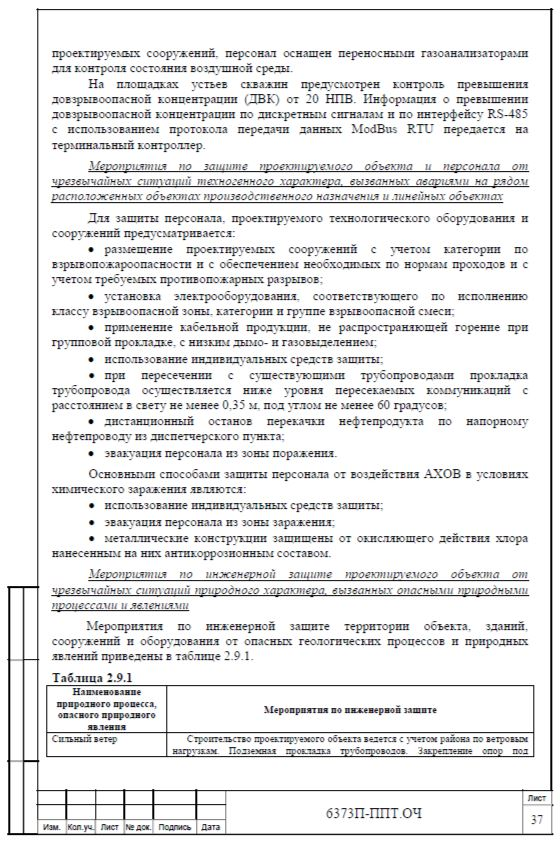 проектируемых сооружений, персонал оснащен переносными газоанализаторами
для контроля состояния воздушной среды.
На площадках устьев скважин предусмотрен контроль превышения
довзрывоопасной концентрации (ДВК) от 20 НПВ. Информация о превышении
довзрывоопасной концентрации по дискретным сигналам и по интерфейсу RS-485
с использованием протокола передачи данных ModBus RTU передается на
терминальный контроллер.
Мероприятия по защите проектируемого объекта и персонала от
чрезвычайных ситуаций техногенного характера, вызванных авариями на рядом
расположенных объектах производственного назначения и линейных объектах
Для защиты персонала, проектируемого технологического оборудования и
сооружений предусматривается:
• размещение проектируемых сооружений с учетом категории по
взрывопожароопасности и с обеспечением необходимых по нормам проходов и с
учетом требуемых противопожарных разрывов;
• установка электрооборудования, соответствующего по исполнению
классу взрывоопасной зоны, категории и группе взрывоопасной смеси;
• применение кабельной продукции, не распространяющей горение при
групповой прокладке, с низким дымо- и газовыделением;
• использование индивидуальных средств защиты;
• при пересечении с существующими трубопроводами прокладка
трубопровода осуществляется ниже уровня пересекаемых коммуникаций с
расстоянием в свету не менее 0,35 м, под углом не менее 60 градусов;
• дистанционный останов перекачки нефтепродукта по напорному
нефтепроводу из диспетчерского пункта;
• эвакуация персонала из зоны поражения.
Основными способами защиты персонала от воздействия АХОВ в условиях
химического заражения являются:
• использование индивидуальных средств защиты;
• эвакуация персонала из зоны заражения;
• металлические конструкции защищены от окисляющего действия хлора
нанесенным на них антикоррозионным составом.
Мероприятия по инженерной защите проектируемого объекта от
чрезвычайных ситуаций природного характера, вызванных опасными природными
процессами и явлениями
Мероприятия по инженерной защите территории объекта, зданий,
сооружений и оборудования от опасных геологических процессов и природных
явлений приведены в таблице 2.9.1.
Таблица 2.9.1
Наименование
природного процесса,
опасного природного
явления
Мероприятия по инженерной защите
Сильный ветер
Строительство проектируемого объекта ведется с учетом района по ветровым
нагрузкам. Подземная прокладка трубопроводов. Закрепление опор под
6373П-ППТ.ОЧ
Лист
37
Изм. Кол.уч. Лист № док. Подпись Дата